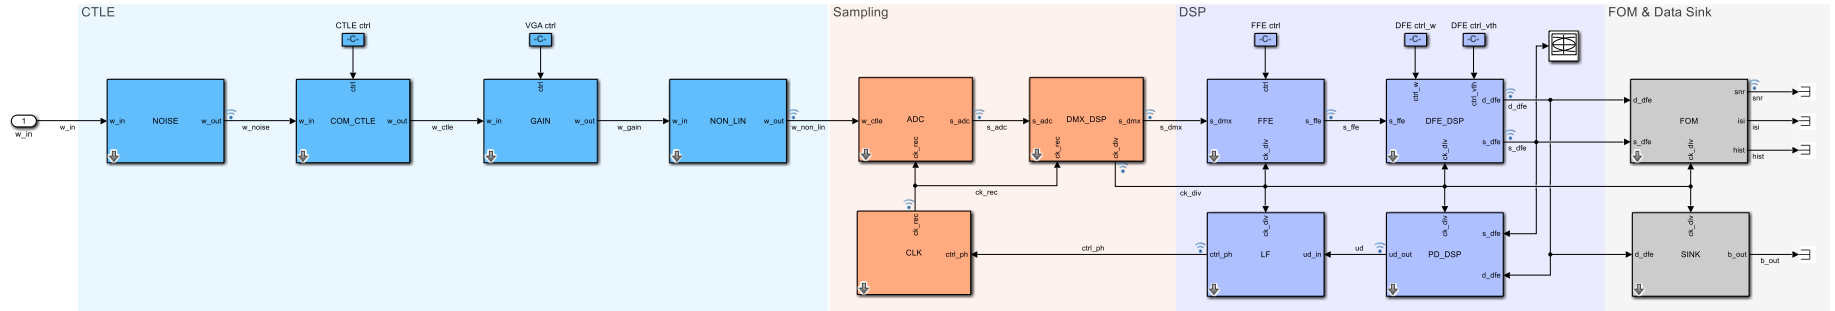 CTLE
Sampling
DSP
FOM & Data Sink
CTLE ctrl
VGA ctrl
FFE ctrl
DFE ctrl_w
DFE ctrl_vth
-C-
-C-
-C-
-C-
-C-
1
w_in
w_in
w_in
NOISE
w_out
w_noise
ctrl
w_in
COM_CTLE
w_out
w_ctle
ctrl
w_in
GAIN
w_out
w_gain
w_in
NON_LIN
w_out
w_non_lin
w_ctle
ADC
s_adc
ck_rec
s_adc
s_adc
DMX_DSP
s_dmx
ck_rec
ck_div
s_dmx
ctrl
s_dmx
FFE
s_ffe
ck_div
s_ffe
ctrl_w
ctrl_vth
s_ffe
DFE_DSP
d_dfe
s_dfe
ck_div
d_dfe
s_dfe
d_dfe
s_dfe
FOM
snr
isi
hist
ck_div
snr
isi
hist
ck_rec
ck_div
ck_rec
CLK
ctrl_ph
ctrl_ph
ck_div
ctrl_ph
LF
ud_in
ud
ck_div
ud_out
PD_DSP
s_dfe
d_dfe
ck_div
d_dfe
SINK
b_out
b_out